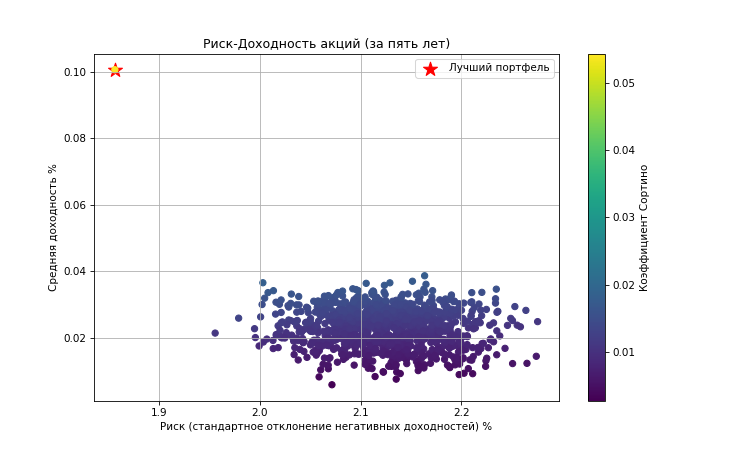 Риск-Доходность акций (за пять лет)
Лучший портфель
0.10
0.08
0.06
0.04
0.02
Средняя доходность %
1.9
2.0
2.1
2.2
Риск (стандартное отклонение негативных доходностей) %
0.05
0.04
0.03
0.02
0.01
Коэффициент Сортино